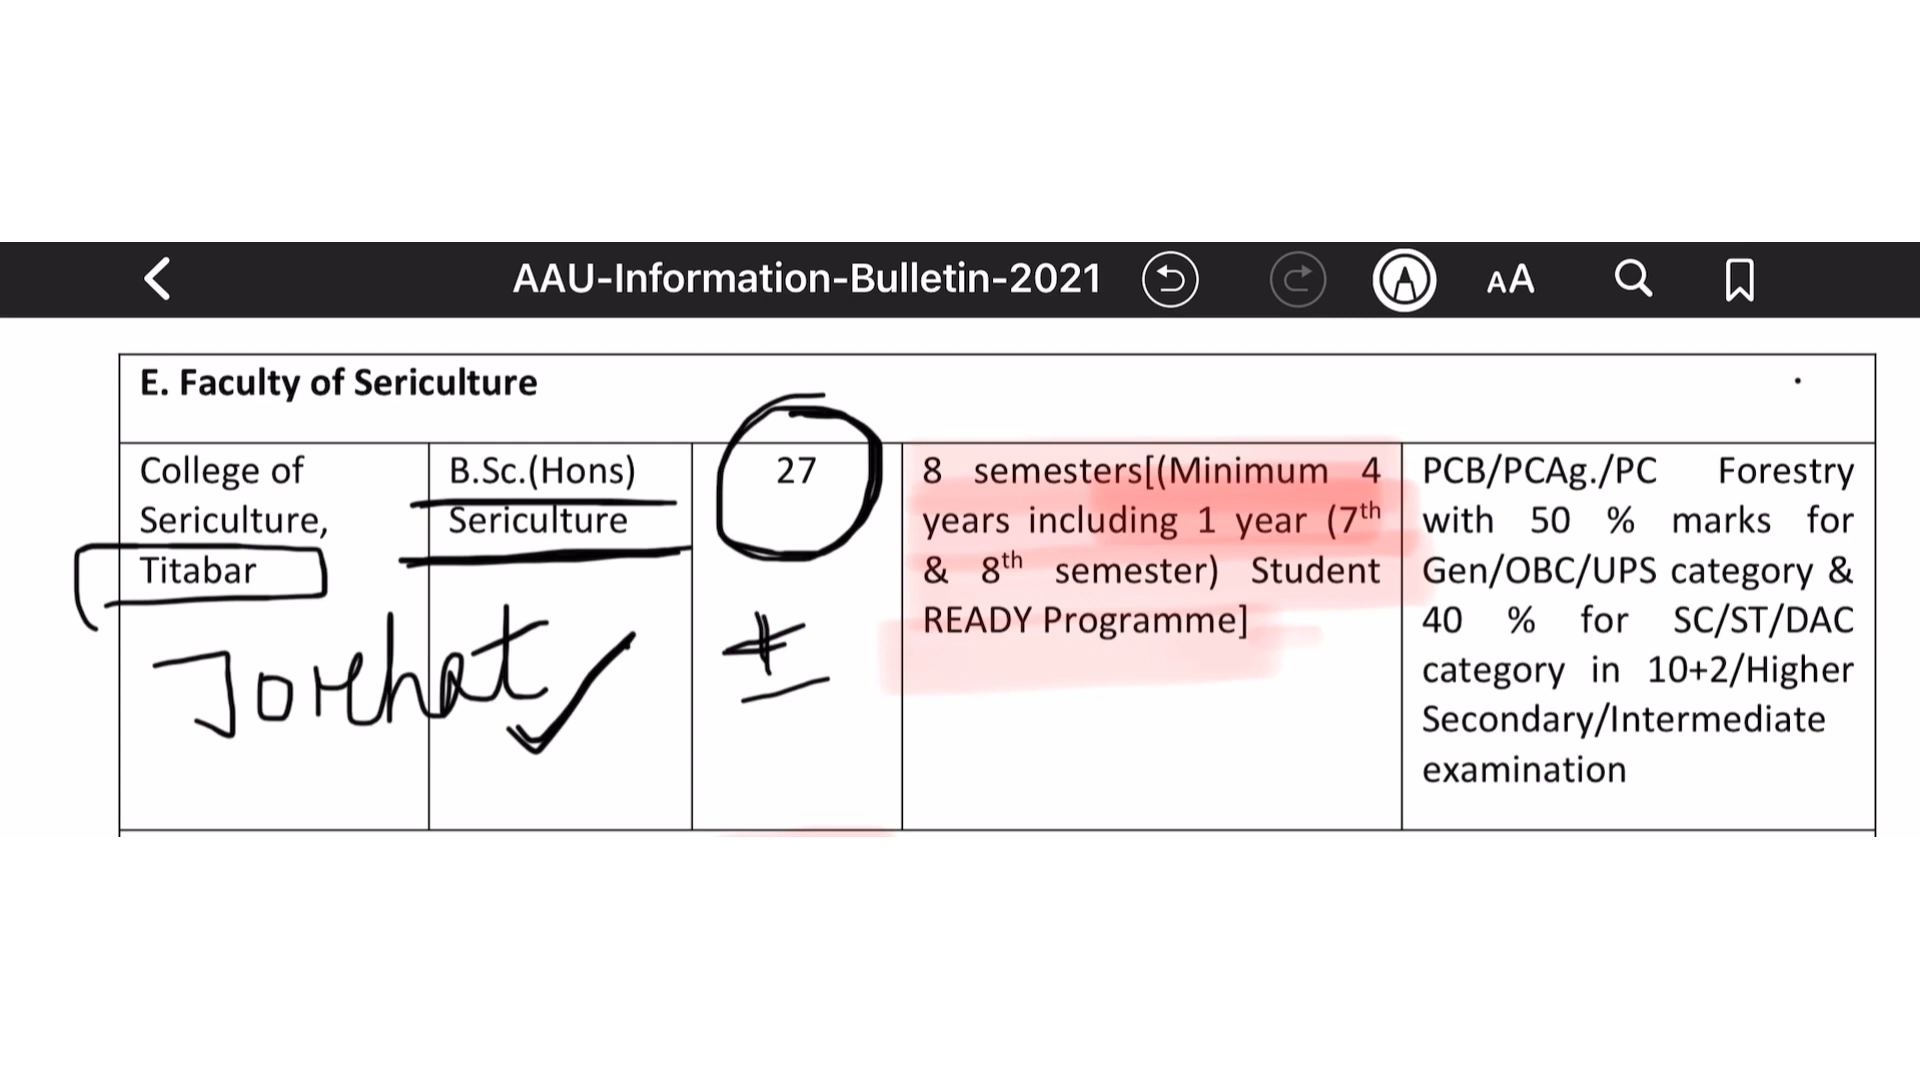 AAU-Information-Bulletin-2021
AA
E. Faculty of Sericulture
College of
Sericulture,
Titabar
Jorhat
B.Sc.(Hons)
Sericulture
27
±
8 semesters[(Minimum 4
years including 1 year (7th
& 8th semester) Student
READY Programme]
PCB/PCAg./PC Forestry
with 50 % marks for
Gen/OBC/UPS category &
40 % for SC/ST/DAC
category in 10+2/Higher
Secondary/Intermediate
examination